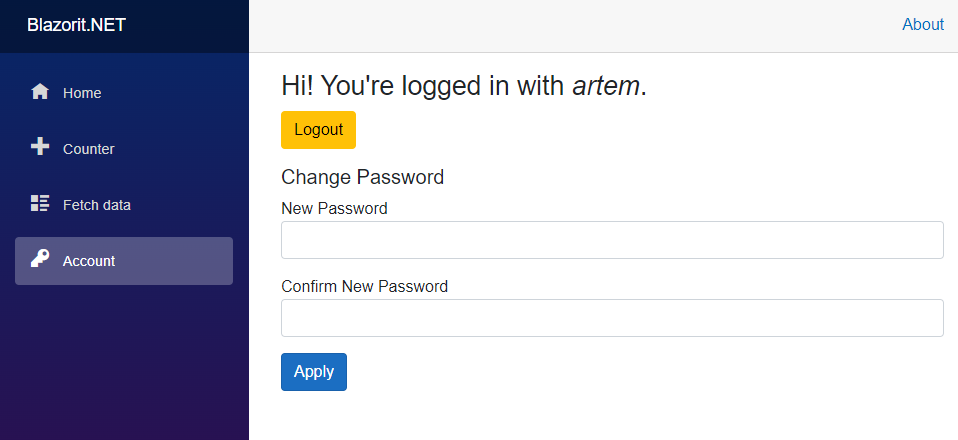 Blazorit.NET
About
Home
Counter
Fetch data
Account
Hi! You're logged in with artem.
Logout
Change Password
New Password
Confirm New Password
Apply